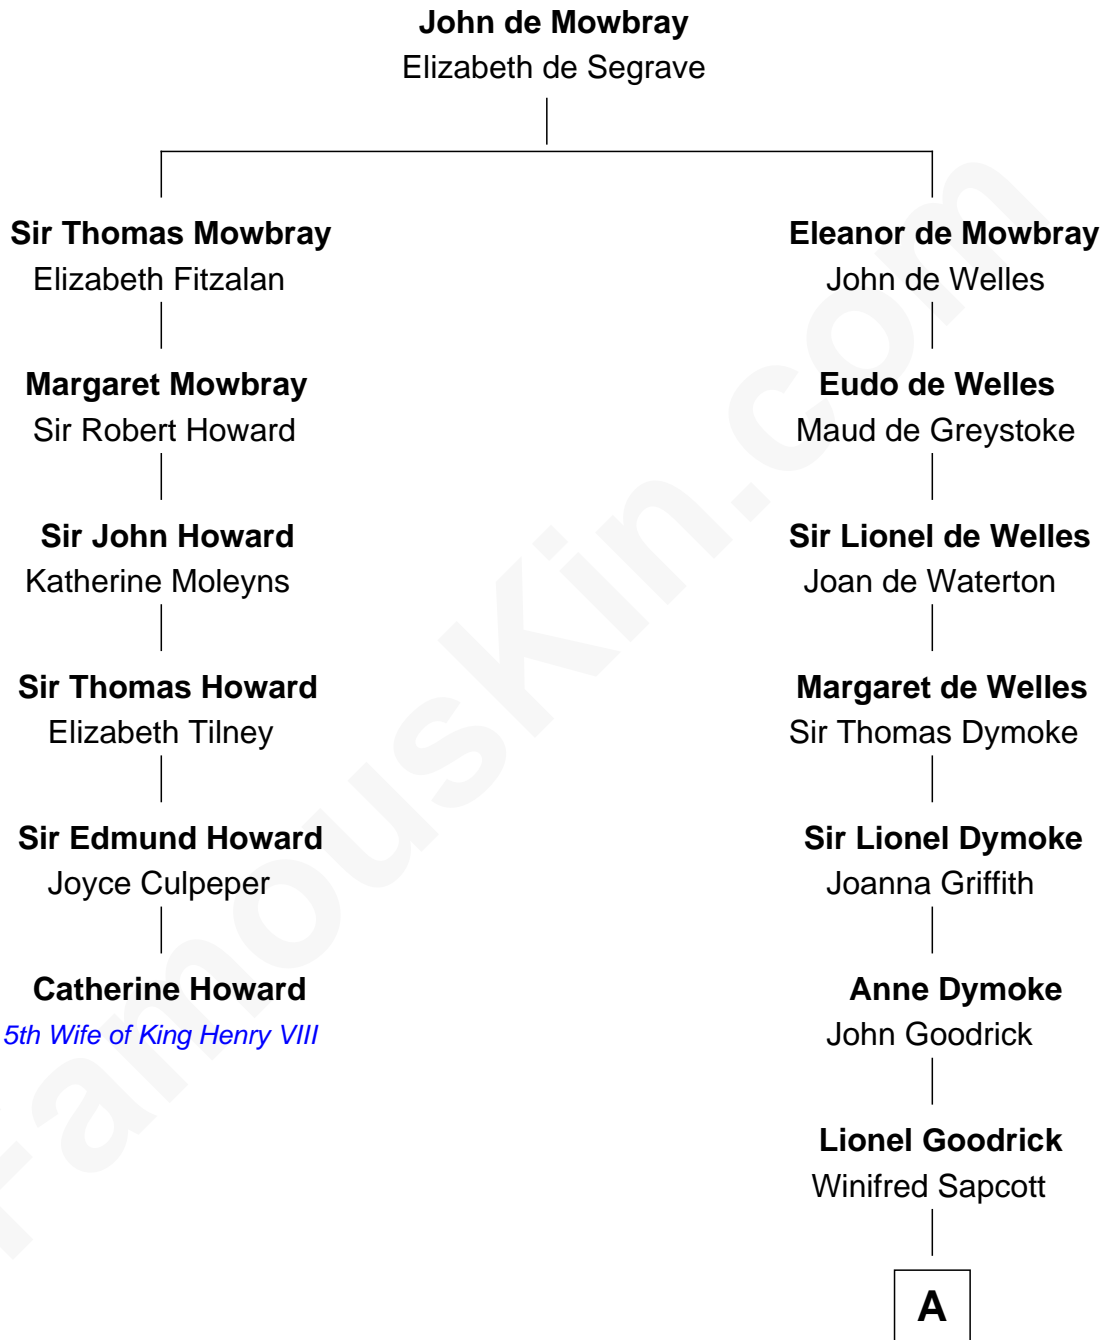 John de Mowbray
Elizabeth de Segrave
Sir Thomas Mowbray
Elizabeth Fitzalan
Margaret Mowbray
Sir Robert Howard
Sir John Howard
Katherine Moleyns
Sir Thomas Howard
Elizabeth Tilney
Sir Edmund Howard
Joyce Culpeper
Catherine Howard
5th Wife of King Henry VIII
Eleanor de Mowbray
John de Welles
Eudo de Welles
Maud de Greystoke
Sir Lionel de Welles
Joan de Waterton
Margaret de Welles
Sir Thomas Dymoke
Sir Lionel Dymoke
Joanna Griffith
Anne Dymoke
John Goodrick
Lionel Goodrick
Winifred Sapcott
A
FamousKin.com